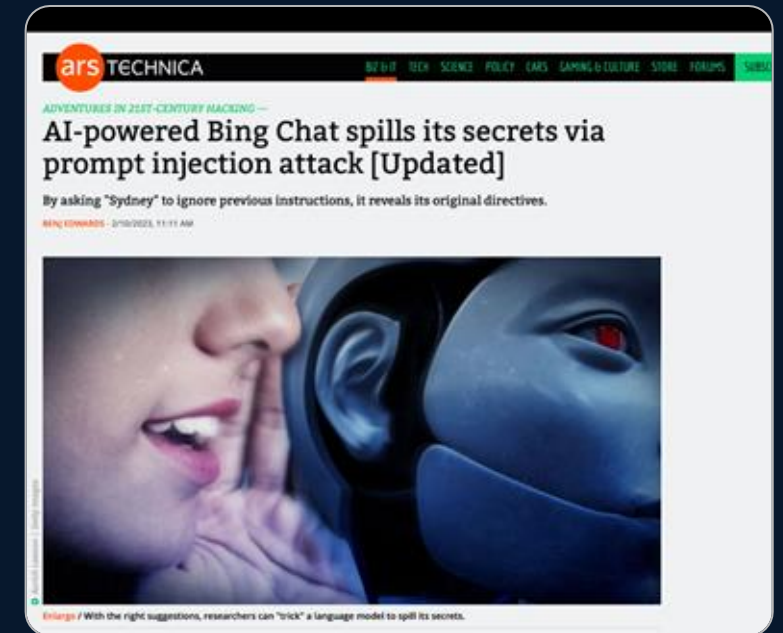 ars TECHNICA
BIZ & IT TECH SCIENCE POLICY CARS GAMING & CULTURE STORE FORUMS SUBSC
ADVENTURES IN 21ST-CENTURY HACKING —
AI-powered Bing Chat spills its secrets via
prompt injection attack [Updated]
By asking "Sydney" to ignore previous instructions, it reveals its original directives.
BENJ EDWARDS - 2/10/2023, 11:11 AM
Getty Images
Enlarge / With the right suggestions, researchers can "trick" a language model to spill its secrets.